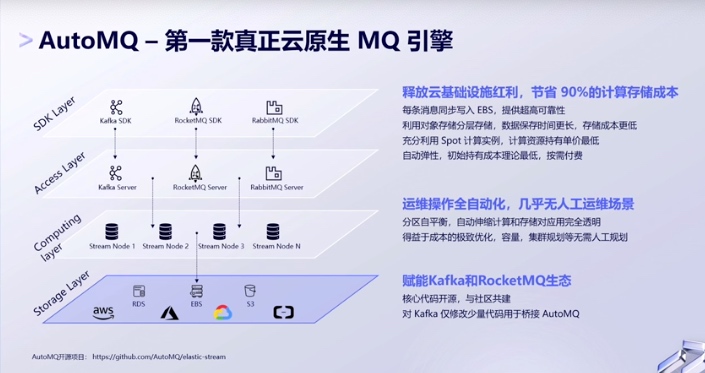 AutoMQ – 第一款真正云原生 MQ 引擎
SDK Layer
Kafka SDK
RocketMQ SDK
RabbitMQ SDK
Access Layer
Kafka Server
RocketMQ Server
RabbitMQ Server
Computing layer
Stream Node 1
Stream Node 2
Stream Node 3
Stream Node N
Storage Layer
RDS
EBS
S3
aws
释放云基础设施红利，节省 90%的计算存储成本
每条消息同步写入 EBS，提供超高可靠性
利用对象存储分层存储，数据保存时间更长，存储成本更低
充分利用 Spot 计算实例，计算资源持有单价最低
自动弹性，初始持有成本理论最低，按需付费
运维操作全自动化，几乎无人工运维场景
分区自平衡，自动伸缩计算和存储对应用完全透明
得益于成本的极致优化，容量，集群规划等无需人工规划
赋能Kafka和RocketMQ生态
核心代码开源，与社区共建
对 Kafka 仅修改少量代码用于桥接 AutoMQ
AutoMQ开源项目： https://github.com/AutoMQ/elastic-stream